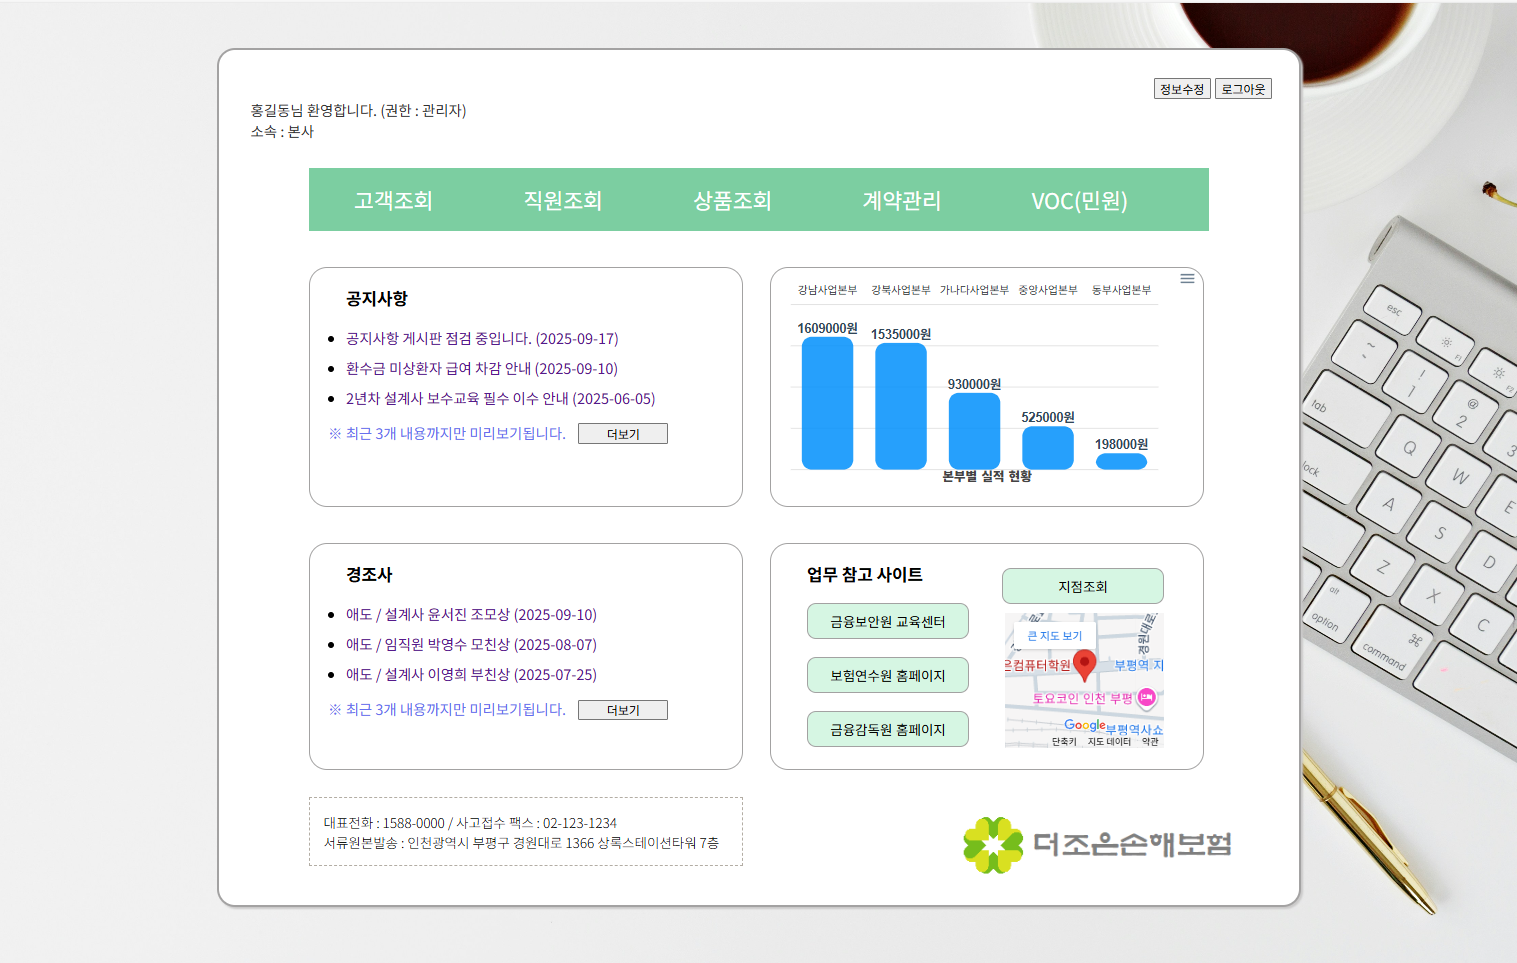 정보수정 로그아웃
홍길동님 환영합니다. (권한 : 관리자)
소속 : 본사
고객조회 직원조회 상품조회 계약관리 VOC(민원)
공지사항
공지사항 게시판 점검 중입니다. (2025-09-17)
환수금 미상환자 급여 차감 안내 (2025-09-10)
2년차 설계사 보수교육 필수 이수 안내 (2025-06-05)
※ 최근 3개 내용까지만 미리보기됩니다. 더보기
강남사업본부 강북사업본부 가나다사업본부 중앙사업본부 동부사업본부
1609000원 1535000원 930000원 525000원 198000원
본부별 실적 현황
경조사
애도 / 설계사 윤서진 조모상 (2025-09-10)
애도 / 임직원 박영수 모친상 (2025-08-07)
애도 / 설계사 이영희 부친상 (2025-07-25)
※ 최근 3개 내용까지만 미리보기됩니다. 더보기
업무 참고 사이트
금융보안원 교육센터
보험연수원 홈페이지
금융감독원 홈페이지
지점조회
큰 지도 보기
경원대로
은컴퓨터학원 부평역 지
토요코인 인천 부평
Google 부평역사쇼
단축키 지도 데이터 약관
대표전화 : 1588-0000 / 사고접수 팩스 : 02-123-1234
서류원본발송 : 인천광역시 부평구 경원대로 1366 상록스테이션타워 7층
더조은손해보험
esc
F1
F2
~
!
1
@
2
3
tab
Q
W
E
lock
A
S
D
Z
X
C
alt
option
⌘
command